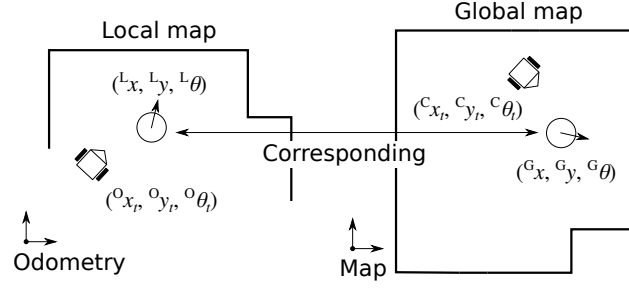 Local map
Global map
(ᴸx, ᴸy, ᴸθ)
(ᶜxₜ, ᶜyₜ, ᶜθₜ)
Corresponding
(ᴳx, ᴳy, ᴳθ)
(ᴼxₜ, ᴼyₜ, ᴼθₜ)
Odometry
Map